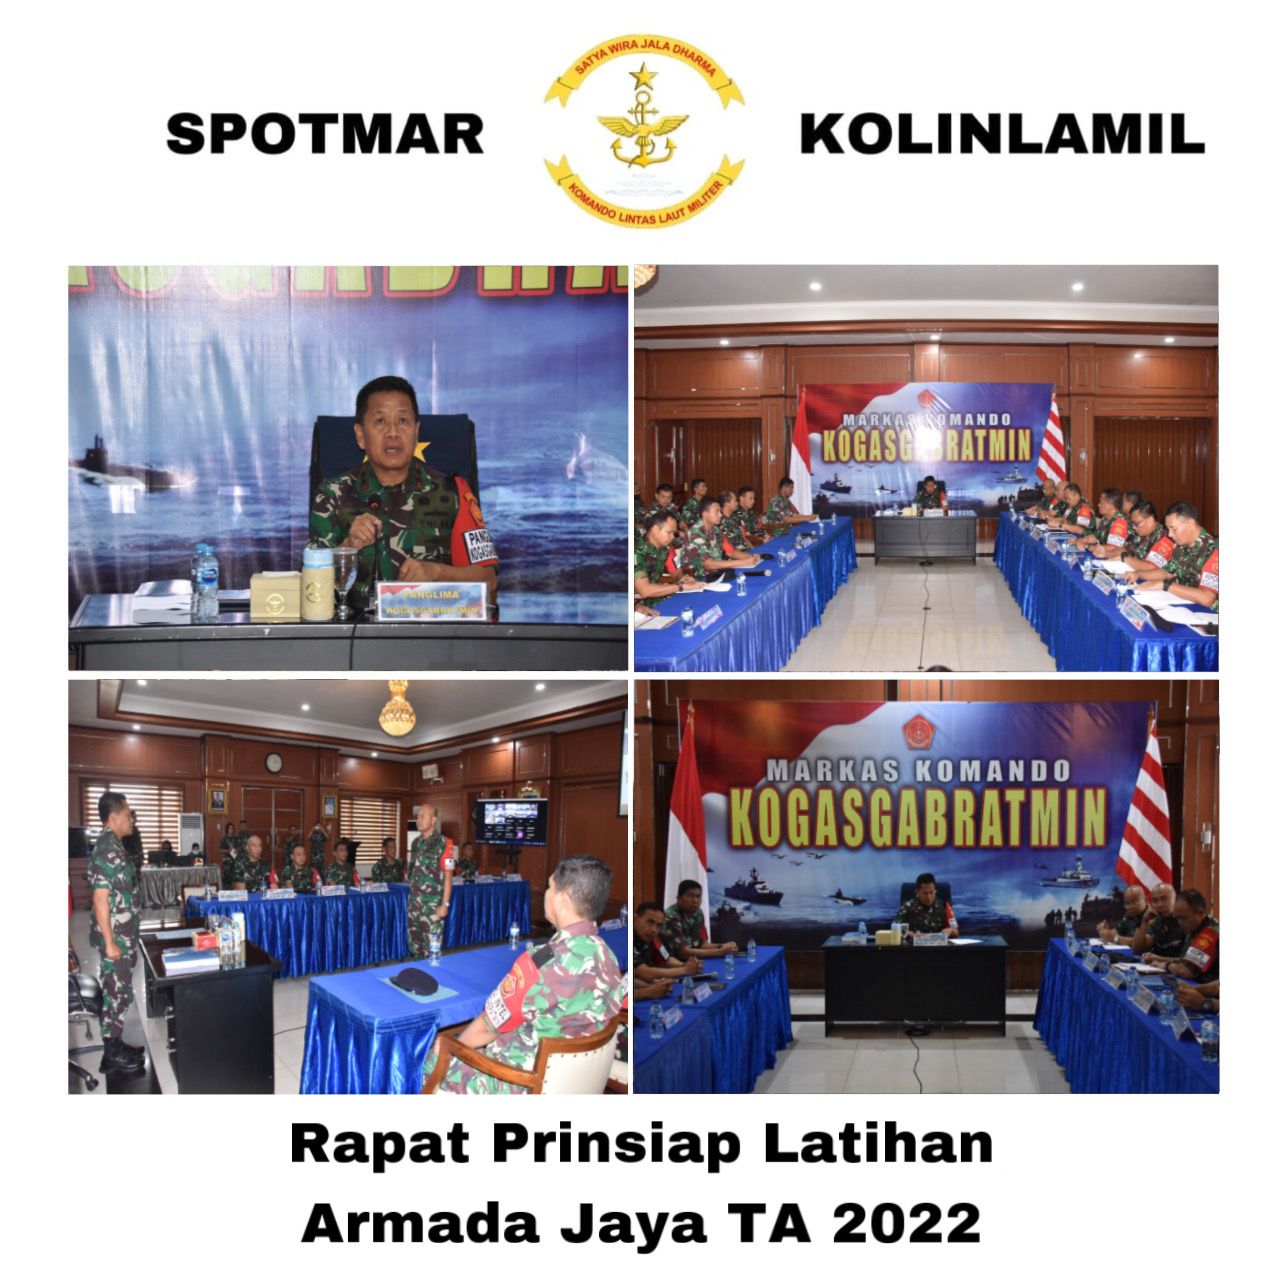 SPOTMAR
SATYA WIRA JALA DHARMA
KOMANDO LINTAS LAUT MILITER
KOLINLAMIL
PANGLIMA
KOGASGABRATMIN
MARKAS KOMANDO
KOGASGABRATMIN
MARKAS KOMANDO
KOGASGABRATMIN
Rapat Prinsiap Latihan
Armada Jaya TA 2022